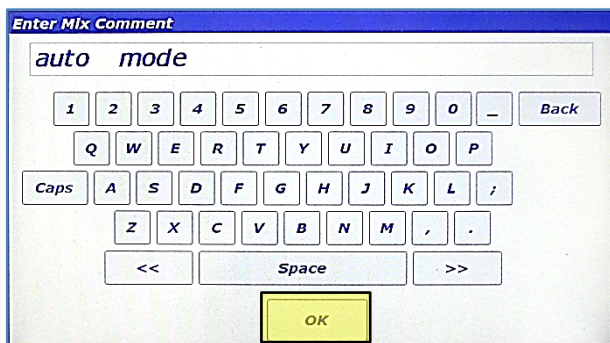 Enter Mix Comment
auto mode
1 2 3 4 5 6 7 8 9 0 _ Back
Q W E R T Y U I O P
Caps A S D F G H J K L ;
Z X C V B N M , .
<< Space >>
OK